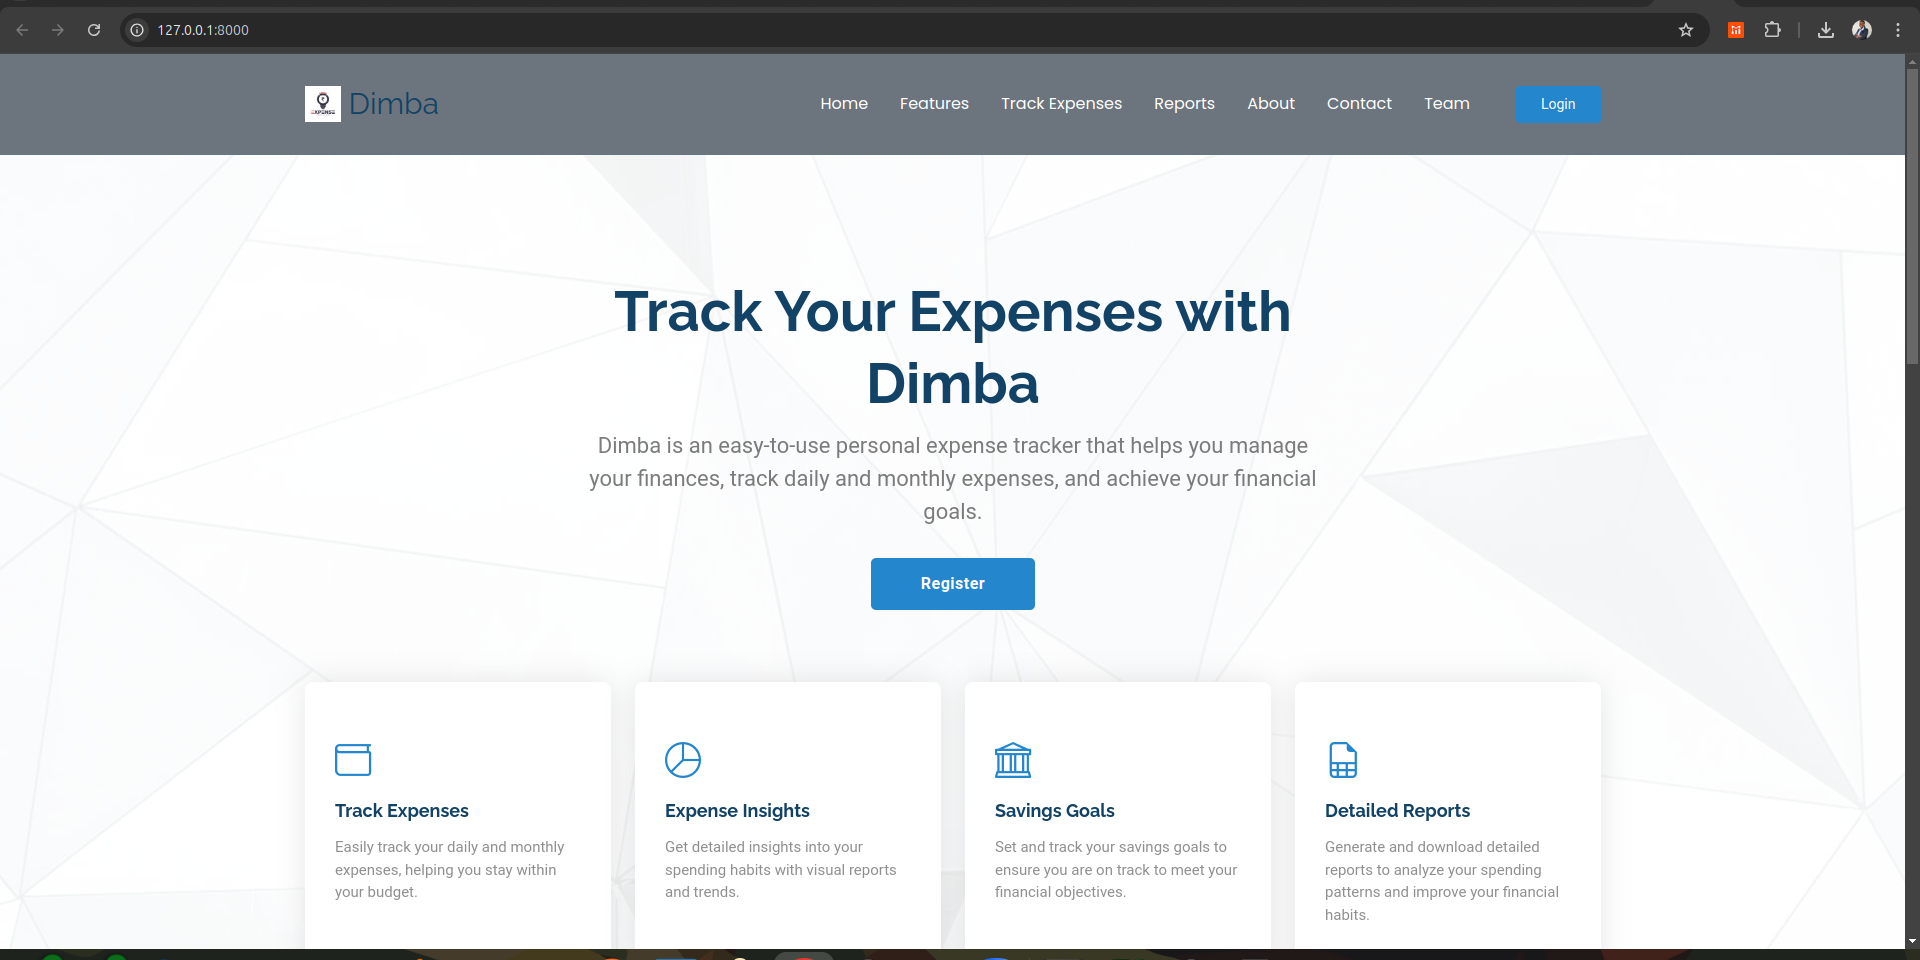 127.0.0.1:8000
EXPENSE
Dimba
Home Features Track Expenses Reports About Contact Team Login
Track Your Expenses with
Dimba
Dimba is an easy-to-use personal expense tracker that helps you manage
your finances, track daily and monthly expenses, and achieve your financial
goals.
Register
Track Expenses
Easily track your daily and monthly
expenses, helping you stay within
your budget.
Expense Insights
Get detailed insights into your
spending habits with visual reports
and trends.
Savings Goals
Set and track your savings goals to
ensure you are on track to meet your
financial objectives.
Detailed Reports
Generate and download detailed
reports to analyze your spending
patterns and improve your financial
habits.